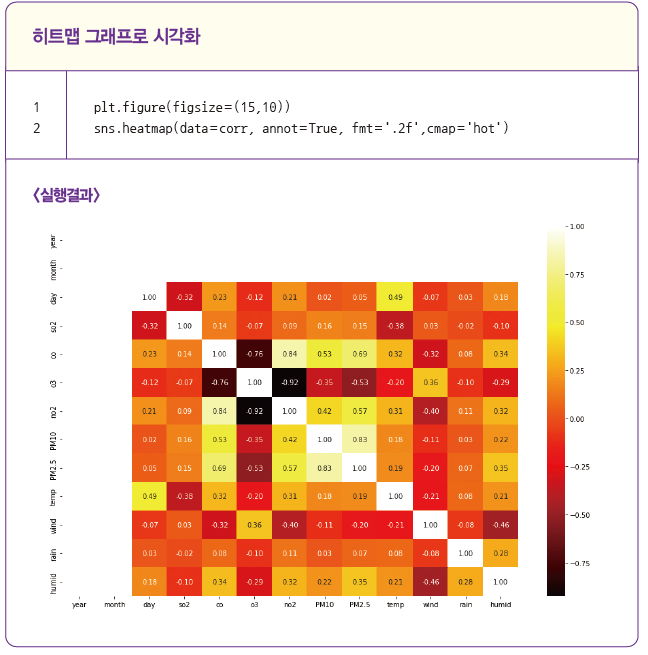 히트맵 그래프로 시각화
1 plt.figure(figsize=(15,10))
2 sns.heatmap(data=corr, annot=True, fmt='.2f',cmap='hot')
〈실행결과〉
year
month
day 1.00 -0.32 0.23 -0.12 0.21 0.02 0.05 0.49 -0.07 0.03 0.18
so2 -0.32 1.00 0.14 -0.07 0.09 0.16 0.15 -0.38 0.03 -0.02 -0.10
co 0.23 0.14 1.00 -0.76 0.84 0.53 0.69 0.32 -0.32 0.08 0.34
o3 -0.12 -0.07 -0.76 1.00 -0.92 -0.35 -0.53 -0.20 0.36 -0.10 -0.29
no2 0.21 0.09 0.84 -0.92 1.00 0.42 0.57 0.31 -0.40 0.11 0.32
PM10 0.02 0.16 0.53 -0.35 0.42 1.00 0.83 0.18 -0.11 0.03 0.22
PM2.5 0.05 0.15 0.69 -0.53 0.57 0.83 1.00 0.19 -0.20 0.07 0.35
temp 0.49 -0.38 0.32 -0.20 0.31 0.18 0.19 1.00 -0.21 0.08 0.21
wind -0.07 0.03 -0.32 0.36 -0.40 -0.11 -0.20 -0.21 1.00 -0.08 -0.46
rain 0.03 -0.02 0.08 -0.10 0.11 0.03 0.07 0.08 -0.08 1.00 0.28
humid 0.18 -0.10 0.34 -0.29 0.32 0.22 0.35 0.21 -0.46 0.28 1.00
year month day so2 co o3 no2 PM10 PM2.5 temp wind rain humid
1.00
0.75
0.50
0.25
0.00
-0.25
-0.50
-0.75